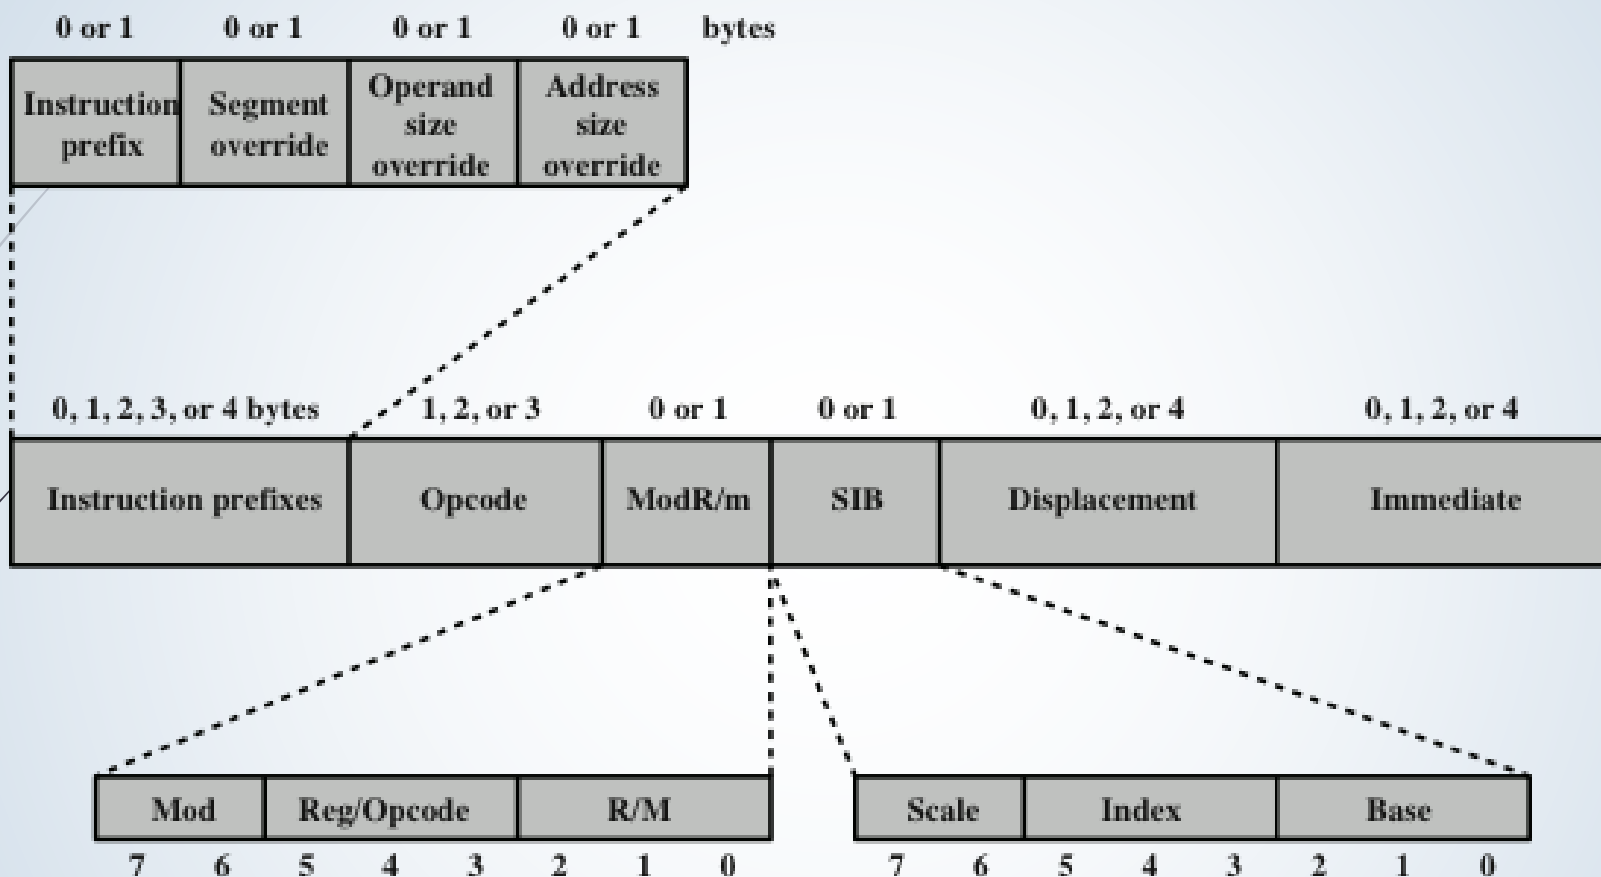 0 or 1 0 or 1 0 or 1 0 or 1 bytes
Instruction prefix
Segment override
Operand size override
Address size override
0, 1, 2, 3, or 4 bytes 1, 2, or 3 0 or 1 0 or 1 0, 1, 2, or 4 0, 1, 2, or 4
Instruction prefixes Opcode ModR/m SIB Displacement Immediate
Mod Reg/Opcode R/M Scale Index Base
7 6 5 4 3 2 1 0 7 6 5 4 3 2 1 0